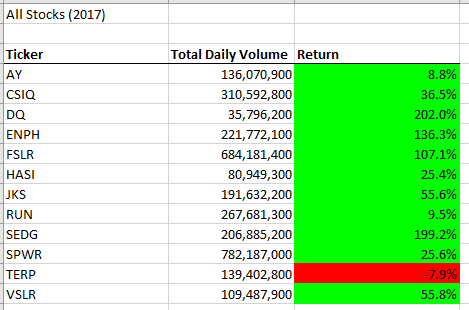 All Stocks (2017)
Ticker Total Daily Volume Return
AY 136,070,900 8.8%
CSIQ 310,592,800 36.5%
DQ 35,796,200 202.0%
ENPH 221,772,100 136.3%
FSLR 684,181,400 107.1%
HASI 80,949,300 25.4%
JKS 191,632,200 55.6%
RUN 267,681,300 9.5%
SEDG 206,885,200 199.2%
SPWR 782,187,000 25.6%
TERP 139,402,800 -7.9%
VSLR 109,487,900 55.8%